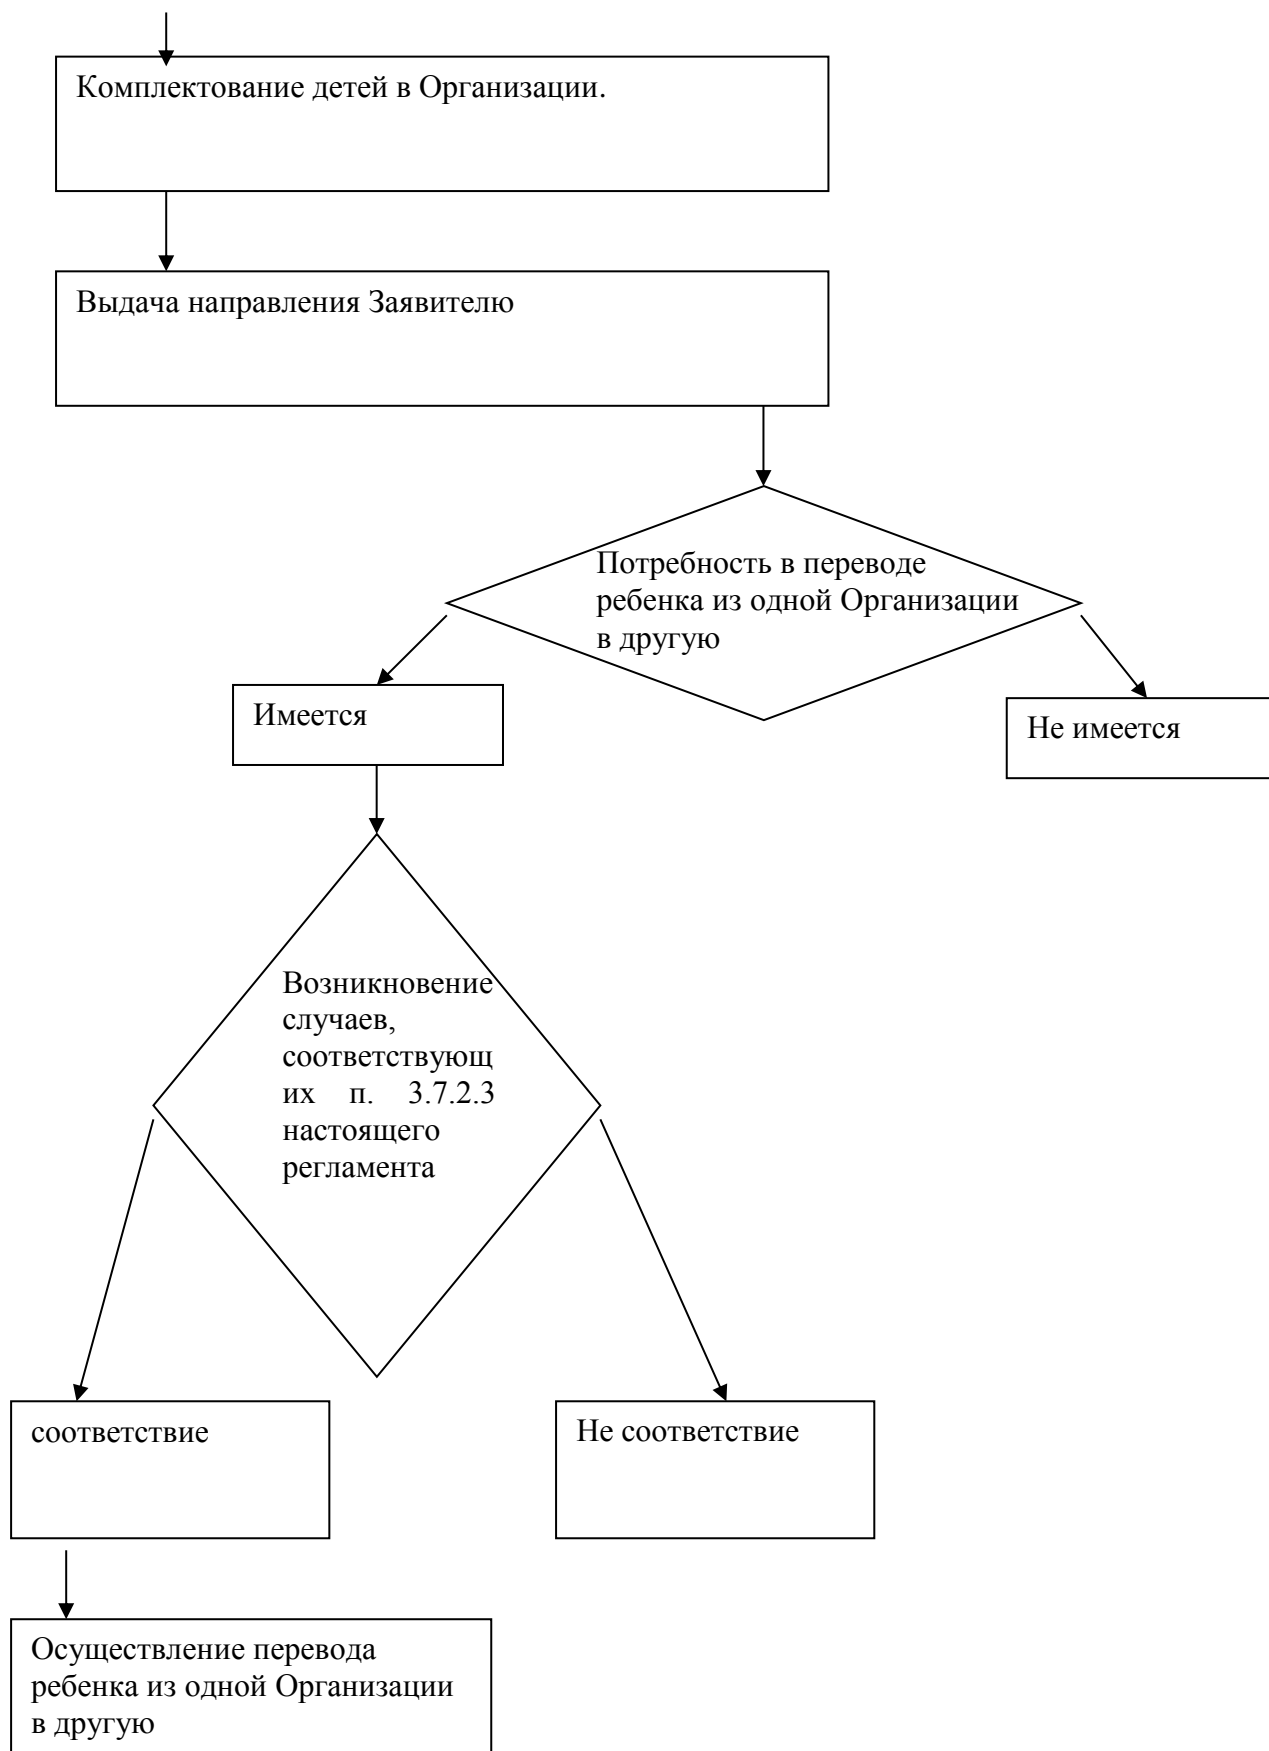 Комплектование детей в Организации.
Выдача направления Заявителю
Потребность в переводе
ребенка из одной Организации
в другую
Имеется
Не имеется
Возникновение
случаев,
соответствующ
их п. 3.7.2.3
настоящего
регламента
соответствие
Не соответствие
Осуществление перевода
ребенка из одной Организации
в другую